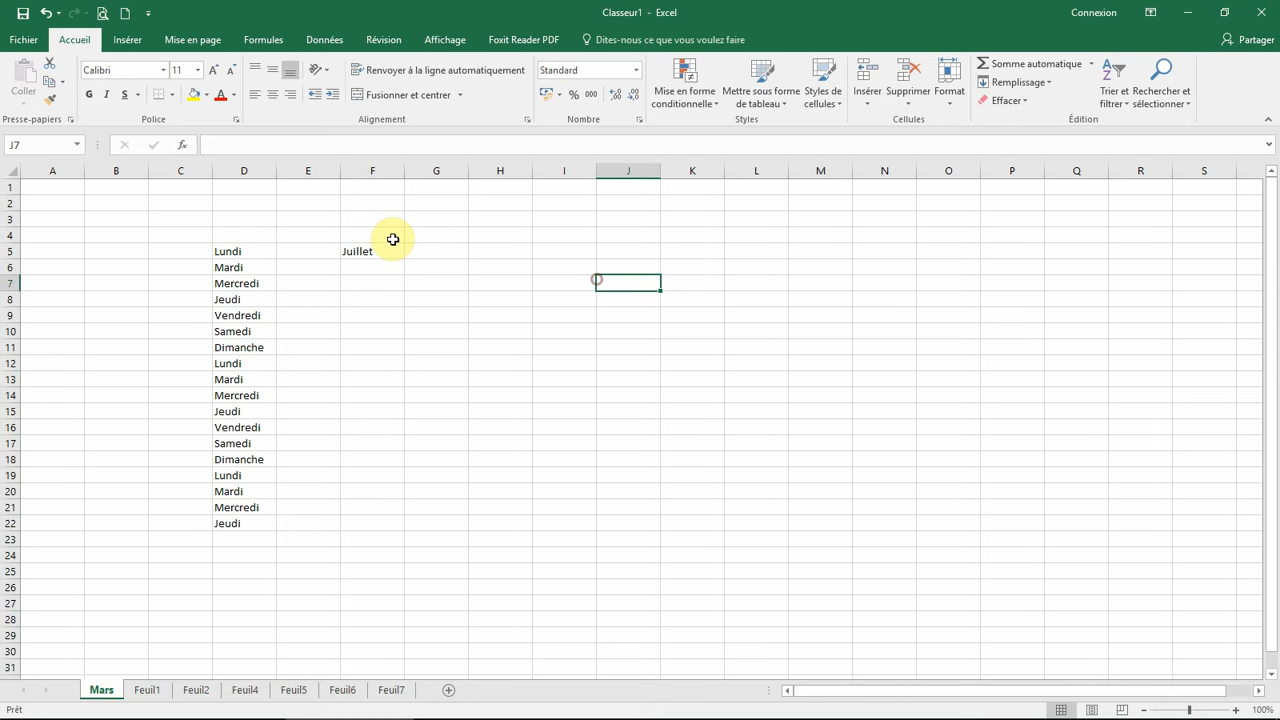 Classeur1 - Excel
Connexion
Fichier Accueil Insérer Mise en page Formules Données Révision Affichage Foxit Reader PDF Dites-nous ce que vous voulez faire Partager
Coller
Presse-papiers
Calibri 11
G I S
Police
Renvoyer à la ligne automatiquement
Fusionner et centrer
Alignement
Standard
% 000
Nombre
Mise en forme conditionnelle
Mettre sous forme de tableau
Styles de cellules
Styles
Insérer Supprimer Format
Cellules
Somme automatique
Remplissage
Effacer
Trier et filtrer
Rechercher et sélectionner
Édition
J7 fx
A B C D E F G H I J K L M N O P Q R S
1
2
3
4
5 Lundi Juillet
6 Mardi
7 Mercredi
8 Jeudi
9 Vendredi
10 Samedi
11 Dimanche
12 Lundi
13 Mardi
14 Mercredi
15 Jeudi
16 Vendredi
17 Samedi
18 Dimanche
19 Lundi
20 Mardi
21 Mercredi
22 Jeudi
23
24
25
26
27
28
29
30
31
Mars Feuil1 Feuil2 Feuil4 Feuil5 Feuil6 Feuil7
Prêt
100%